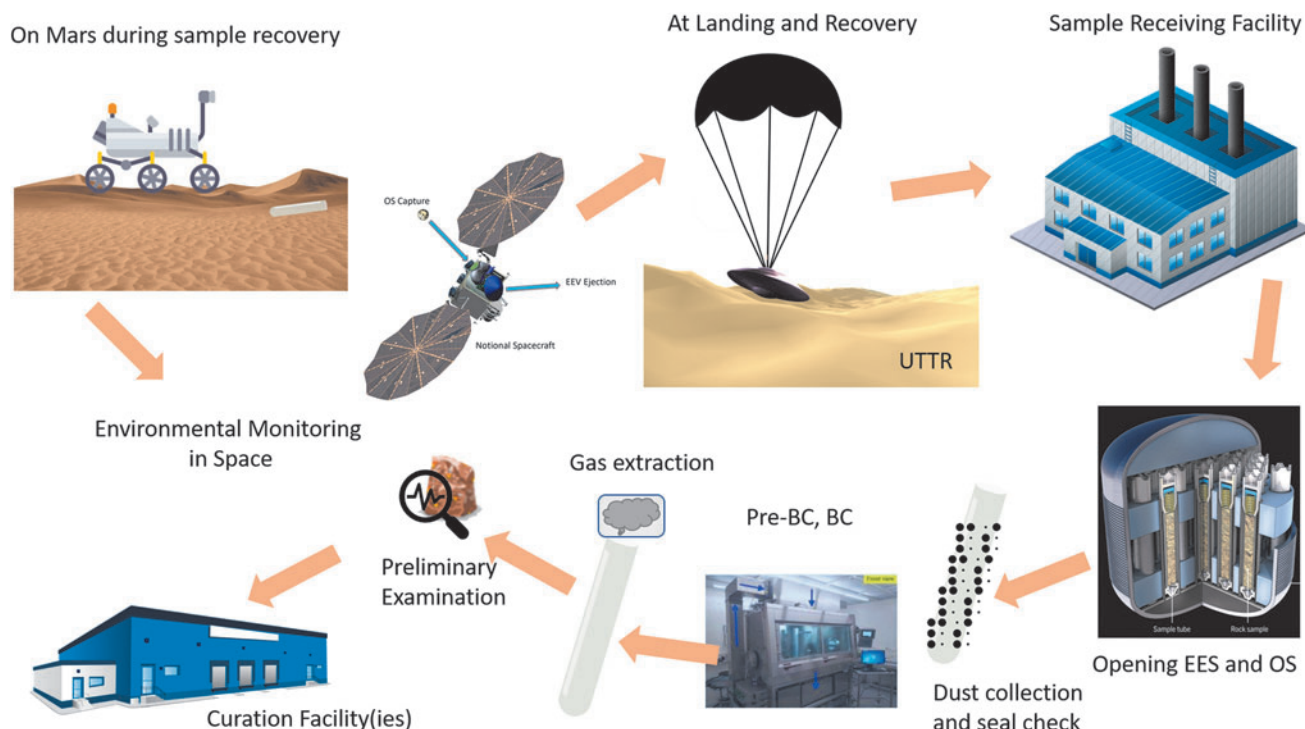 On Mars during sample recovery
At Landing and Recovery
Sample Receiving Facility
OS Capture
EEV Ejection
Notional Spacecraft
UTTR
Environmental Monitoring
in Space
Gas extraction
Pre-BC, BC
Preliminary
Examination
Sample tube
Rock sample
Opening EES and OS
Dust collection
and seal check
Curation Facility(ies)